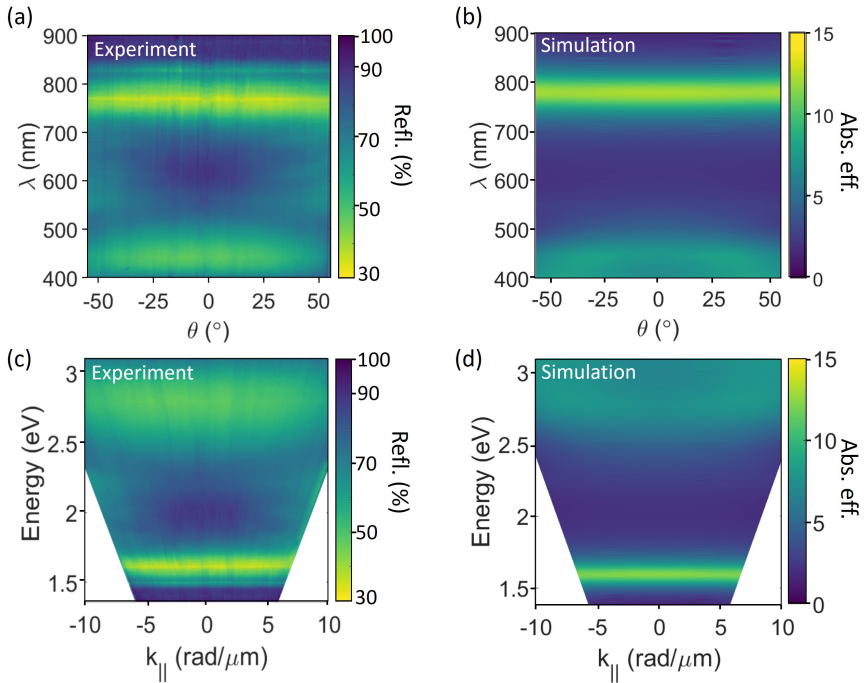 (a)
Experiment
900
800
700
600
500
400
λ (nm)
-50
-25
0
25
50
θ (°)
100
90
70
50
30
Refl. (%)
(b)
Simulation
900
800
700
600
500
400
λ (nm)
-50
-25
0
25
50
θ (°)
15
10
5
0
Abs. eff.
(c)
Experiment
3
2.5
2
1.5
Energy (eV)
-10
-5
0
5
10
k|| (rad/μm)
100
90
70
50
30
Refl. (%)
(d)
Simulation
3
2.5
2
1.5
Energy (eV)
-10
-5
0
5
10
k|| (rad/μm)
15
10
5
0
Abs. eff.